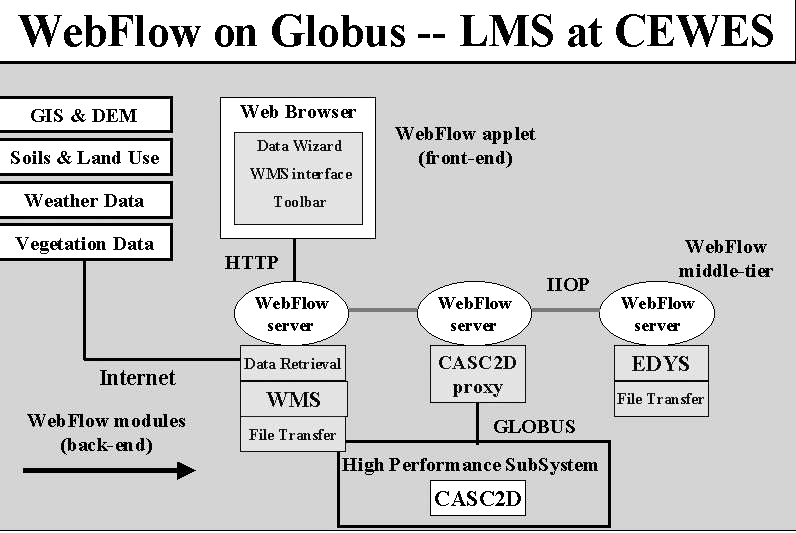 WebFlow on Globus -- LMS at CEWES
GIS & DEM
Soils & Land Use
Weather Data
Vegetation Data
Web Browser
Data Wizard
WMS interface
Toolbar
WebFlow applet
(front-end)
HTTP
WebFlow
middle-tier
IIOP
WebFlow
server
WebFlow
server
WebFlow
server
Internet
Data Retrieval
WMS
File Transfer
CASC2D
proxy
EDYS
File Transfer
WebFlow modules
(back-end)
GLOBUS
High Performance SubSystem
CASC2D